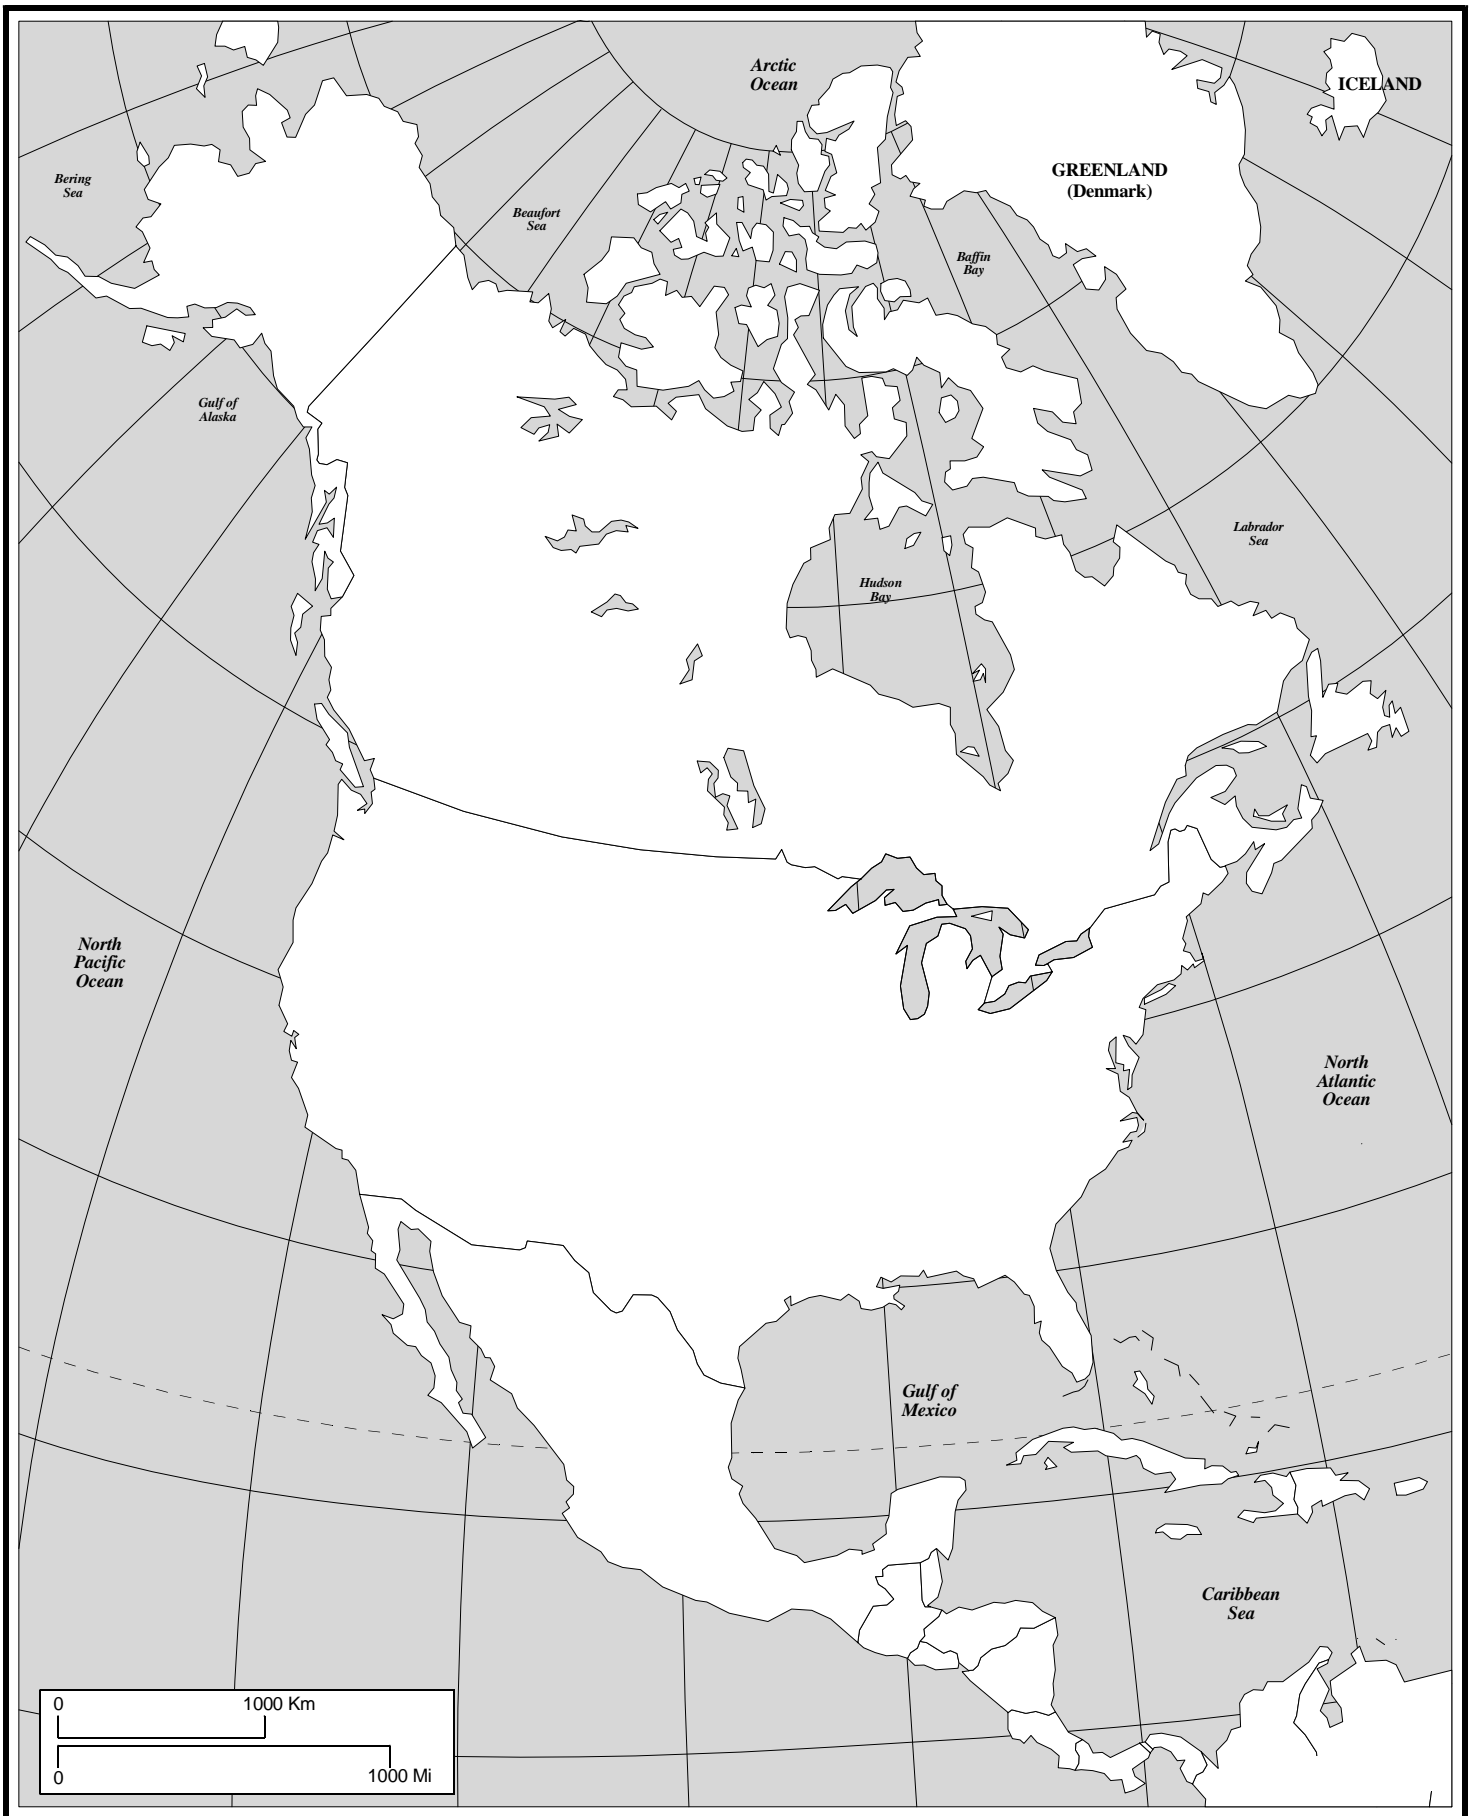 Arctic
Ocean
ICELAND
GREENLAND
(Denmark)
Bering
Sea
Beaufort
Sea
Baffin
Bay
Gulf of
Alaska
Labrador
Sea
Hudson
Bay
North
Pacific
Ocean
North
Atlantic
Ocean
Gulf of
Mexico
Caribbean
Sea
0 1000 Km
0 1000 Mi